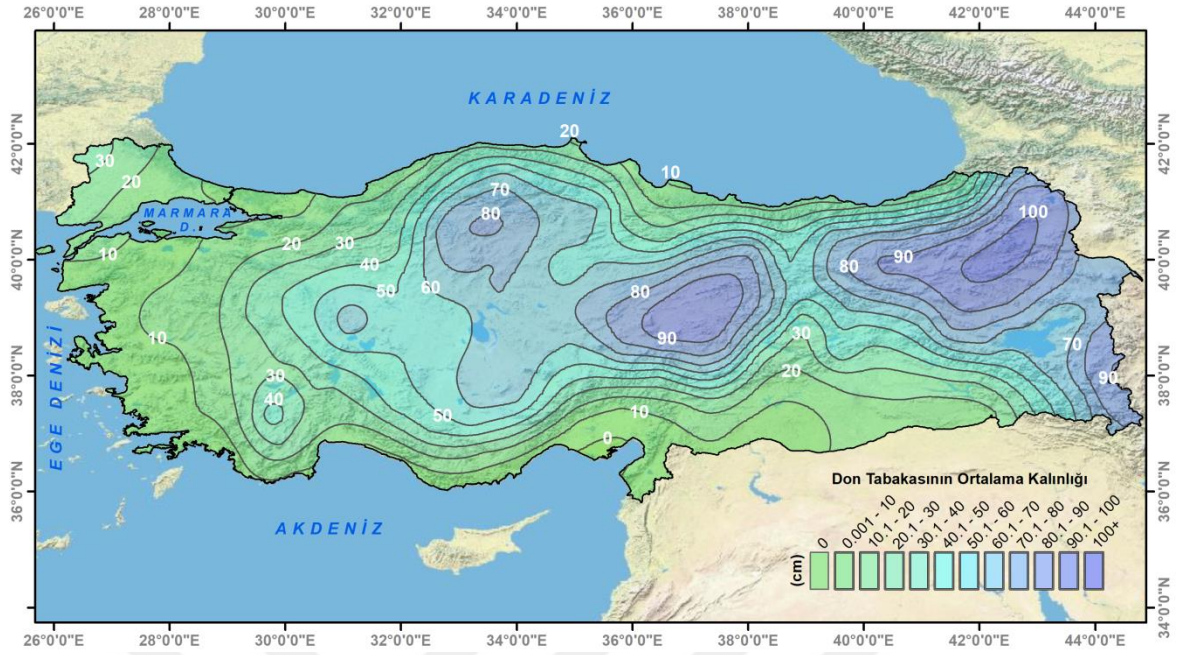 26°0'0"E 28°0'0"E 30°0'0"E 32°0'0"E 34°0'0"E 36°0'0"E 38°0'0"E 40°0'0"E 42°0'0"E 44°0'0"E
42°0'0"N
40°0'0"N
38°0'0"N
36°0'0"N
KARADENİZ
MARMARA
D.
EGE DENİZİ
AKDENİZ
20
10
30
20
70
80
100
90
80
10
20
30
40
50
60
80
90
70
90
10
30
40
50
30
20
10
0
Don Tabakasının Ortalama Kalınlığı
(cm)
0
0.001 - 10
10.1 - 20
20.1 - 30
30.1 - 40
40.1 - 50
50.1 - 60
60.1 - 70
70.1 - 80
80.1 - 90
90.1 - 100
100+
42°0'0"N
40°0'0"N
38°0'0"N
36°0'0"N
34°0'0"N
26°0'0"E 28°0'0"E 30°0'0"E 32°0'0"E 34°0'0"E 36°0'0"E 38°0'0"E 40°0'0"E 42°0'0"E 44°0'0"E